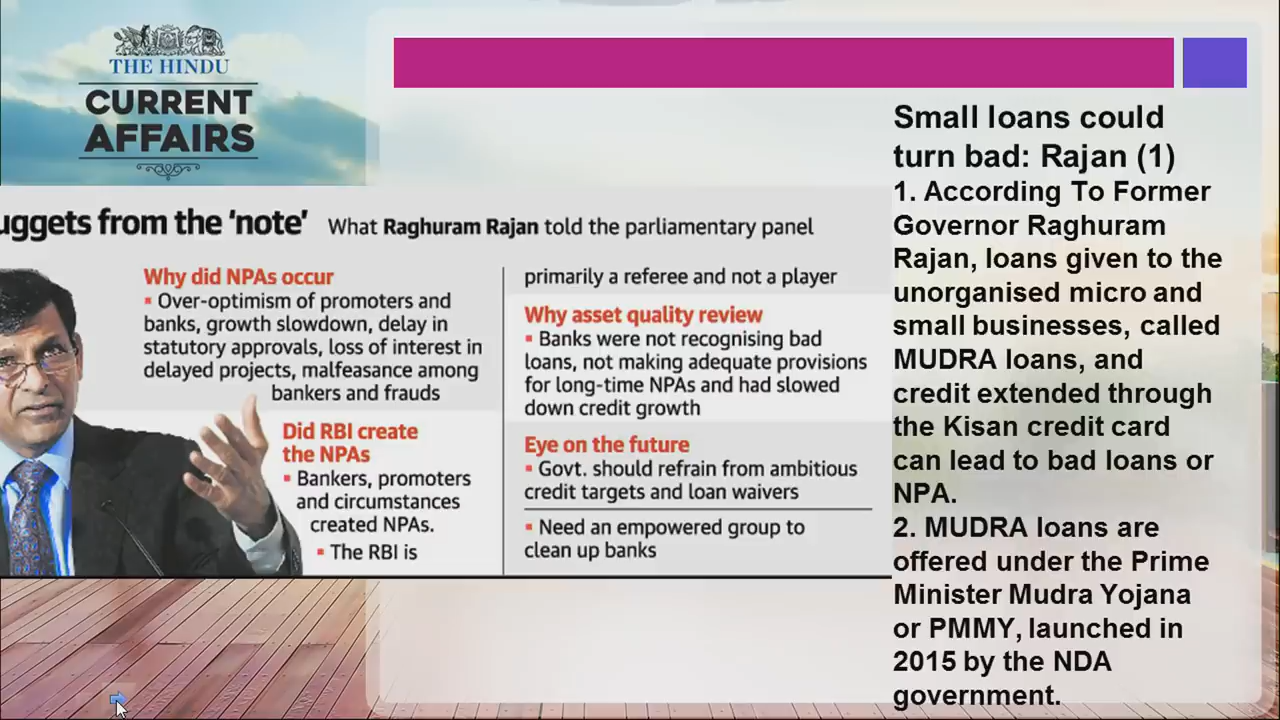 THE HINDU
CURRENT
AFFAIRS
uggets from the 'note'
What Raghuram Rajan told the parliamentary panel
Why did NPAs occur
▪ Over-optimism of promoters and
banks, growth slowdown, delay in
statutory approvals, loss of interest in
delayed projects, malfeasance among
bankers and frauds
Did RBI create
the NPAs
▪ Bankers, promoters
and circumstances
created NPAs.
▪ The RBI is
primarily a referee and not a player
Why asset quality review
▪ Banks were not recognising bad
loans, not making adequate provisions
for long-time NPAs and had slowed
down credit growth
Eye on the future
▪ Govt. should refrain from ambitious
credit targets and loan waivers
▪ Need an empowered group to
clean up banks
Small loans could
turn bad: Rajan (1)
1. According To Former
Governor Raghuram
Rajan, loans given to the
unorganised micro and
small businesses, called
MUDRA loans, and
credit extended through
the Kisan credit card
can lead to bad loans or
NPA.
2. MUDRA loans are
offered under the Prime
Minister Mudra Yojana
or PMMY, launched in
2015 by the NDA
government.